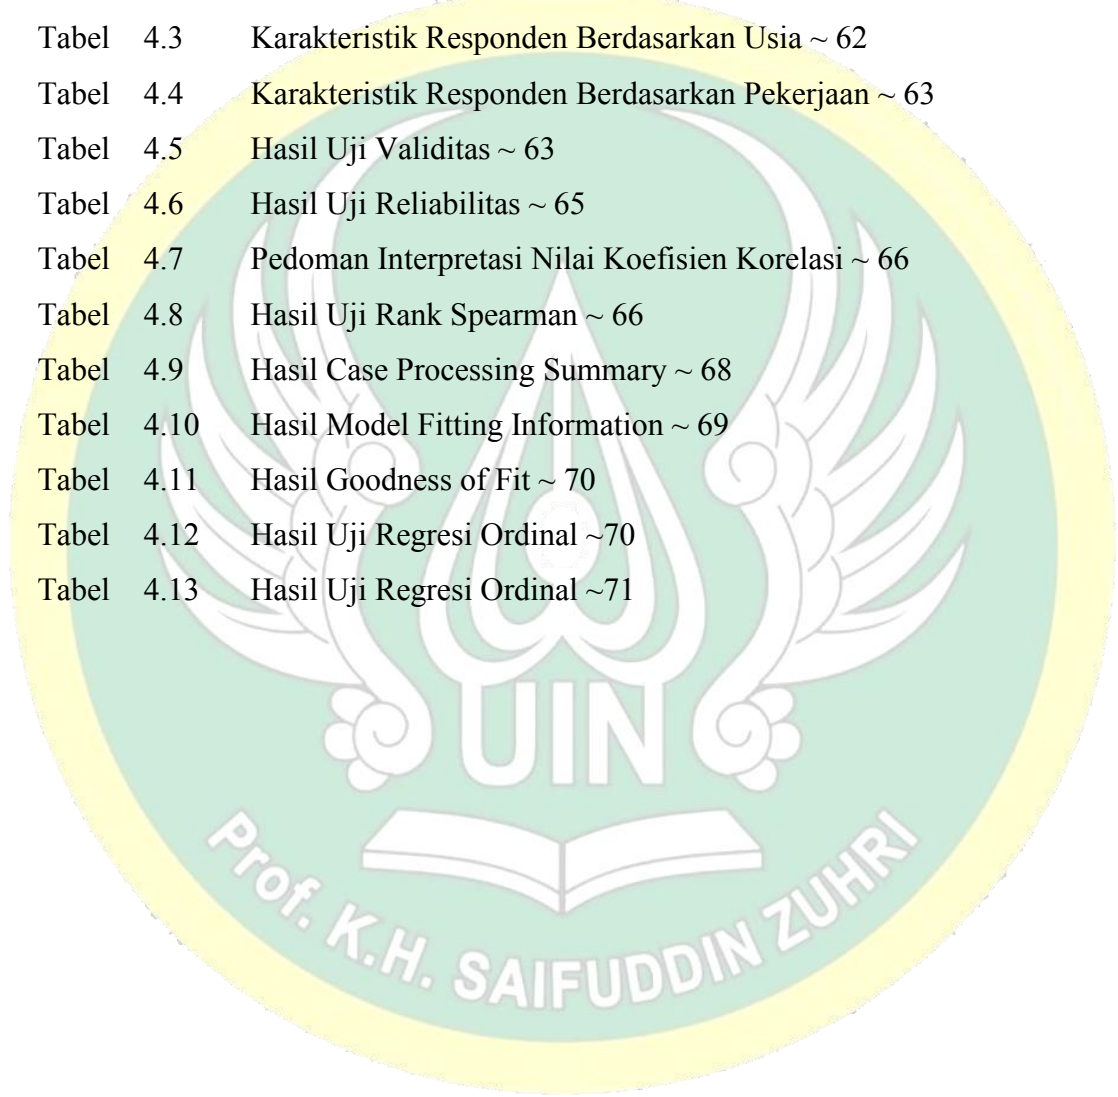 Tabel 4.3 Karakteristik Responden Berdasarkan Usia ~ 62
Tabel 4.4 Karakteristik Responden Berdasarkan Pekerjaan ~ 63
Tabel 4.5 Hasil Uji Validitas ~ 63
Tabel 4.6 Hasil Uji Reliabilitas ~ 65
Tabel 4.7 Pedoman Interpretasi Nilai Koefisien Korelasi ~ 66
Tabel 4.8 Hasil Uji Rank Spearman ~ 66
Tabel 4.9 Hasil Case Processing Summary ~ 68
Tabel 4.10 Hasil Model Fitting Information ~ 69
Tabel 4.11 Hasil Goodness of Fit ~ 70
Tabel 4.12 Hasil Uji Regresi Ordinal ~70
Tabel 4.13 Hasil Uji Regresi Ordinal ~71
UIN
Prof. K.H. SAIFUDDIN ZUHRI